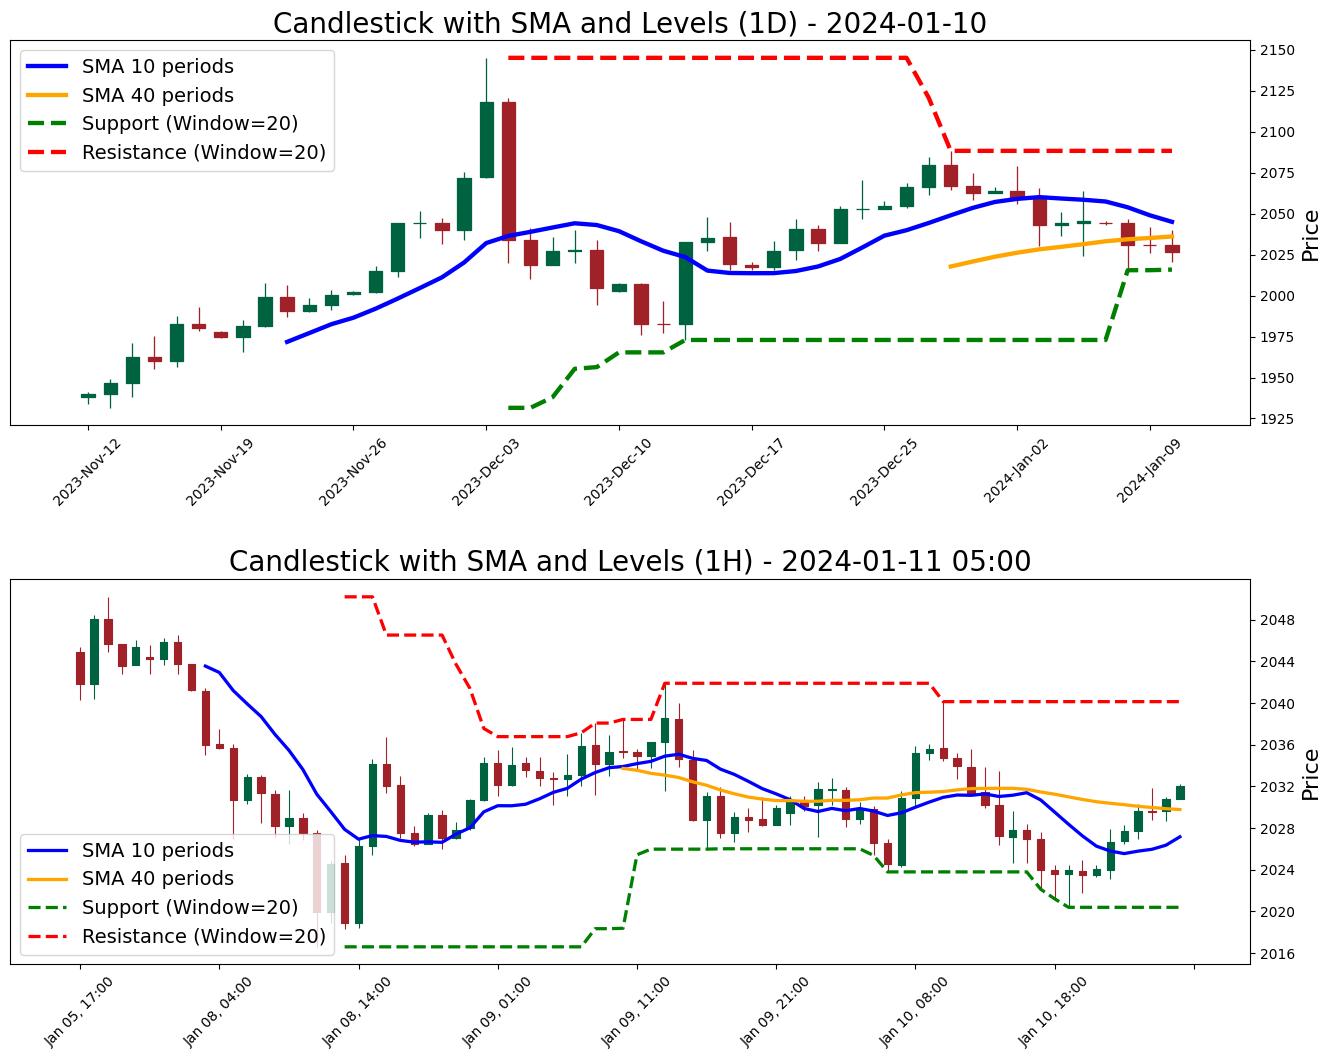 Candlestick with SMA and Levels (1D) - 2024-01-10
SMA 10 periods
SMA 40 periods
Support (Window=20)
Resistance (Window=20)
2150
2125
2100
2075
2050
2025
2000
1975
1950
1925
Price
2023-Nov-12
2023-Nov-19
2023-Nov-26
2023-Dec-03
2023-Dec-10
2023-Dec-17
2023-Dec-25
2024-Jan-02
2024-Jan-09
Candlestick with SMA and Levels (1H) - 2024-01-11 05:00
2048
2044
2040
2036
2032
2028
2024
2020
2016
Price
SMA 10 periods
SMA 40 periods
Support (Window=20)
Resistance (Window=20)
Jan 05, 17:00
Jan 08, 04:00
Jan 08, 14:00
Jan 09, 01:00
Jan 09, 11:00
Jan 09, 21:00
Jan 10, 08:00
Jan 10, 18:00